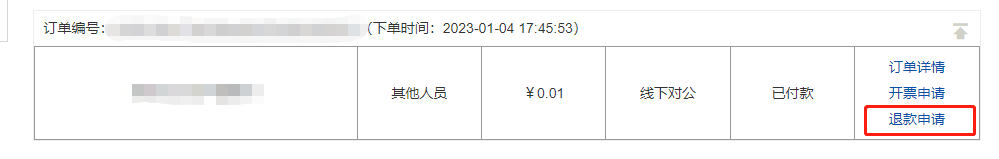 订单编号：（下单时间：2023-01-04 17:45:53）
其他人员 ￥0.01 线下对公 已付款 订单详情
开票申请
退款申请